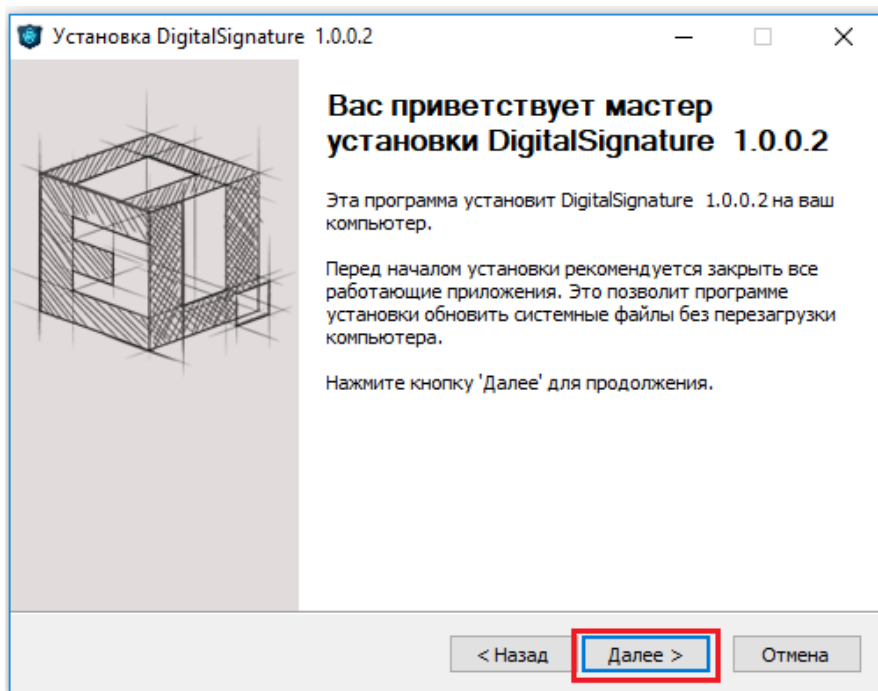 Установка DigitalSignature 1.0.0.2
Вас приветствует мастер
установки DigitalSignature 1.0.0.2
Эта программа установит DigitalSignature 1.0.0.2 на ваш
компьютер.
Перед началом установки рекомендуется закрыть все
работающие приложения. Это позволит программе
установки обновить системные файлы без перезагрузки
компьютера.
Нажмите кнопку 'Далее' для продолжения.
< Назад
Далее >
Отмена